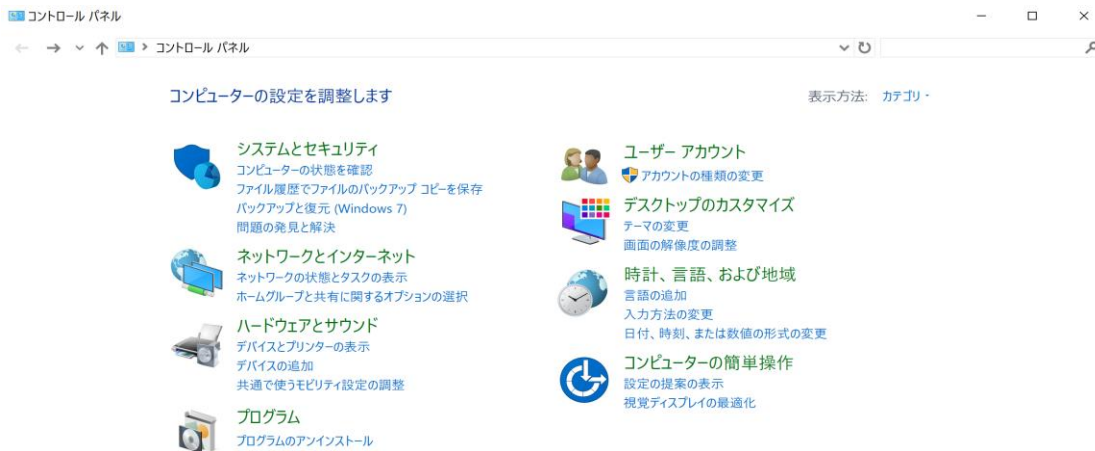 コントロール パネル
コントロール パネル
コンピューターの設定を調整します
表示方法: カテゴリ
システムとセキュリティ
コンピューターの状態を確認
ファイル履歴でファイルのバックアップ コピーを保存
バックアップと復元 (Windows 7)
問題の発見と解決
ネットワークとインターネット
ネットワークの状態とタスクの表示
ホームグループと共有に関するオプションの選択
ハードウェアとサウンド
デバイスとプリンターの表示
デバイスの追加
共通で使うモビリティ設定の調整
プログラム
プログラムのアンインストール
ユーザー アカウント
アカウントの種類の変更
デスクトップのカスタマイズ
テーマの変更
画面の解像度の調整
時計、言語、および地域
言語の追加
入力方法の変更
日付、時刻、または数値の形式の変更
コンピューターの簡単操作
設定の提案の表示
視覚ディスプレイの最適化